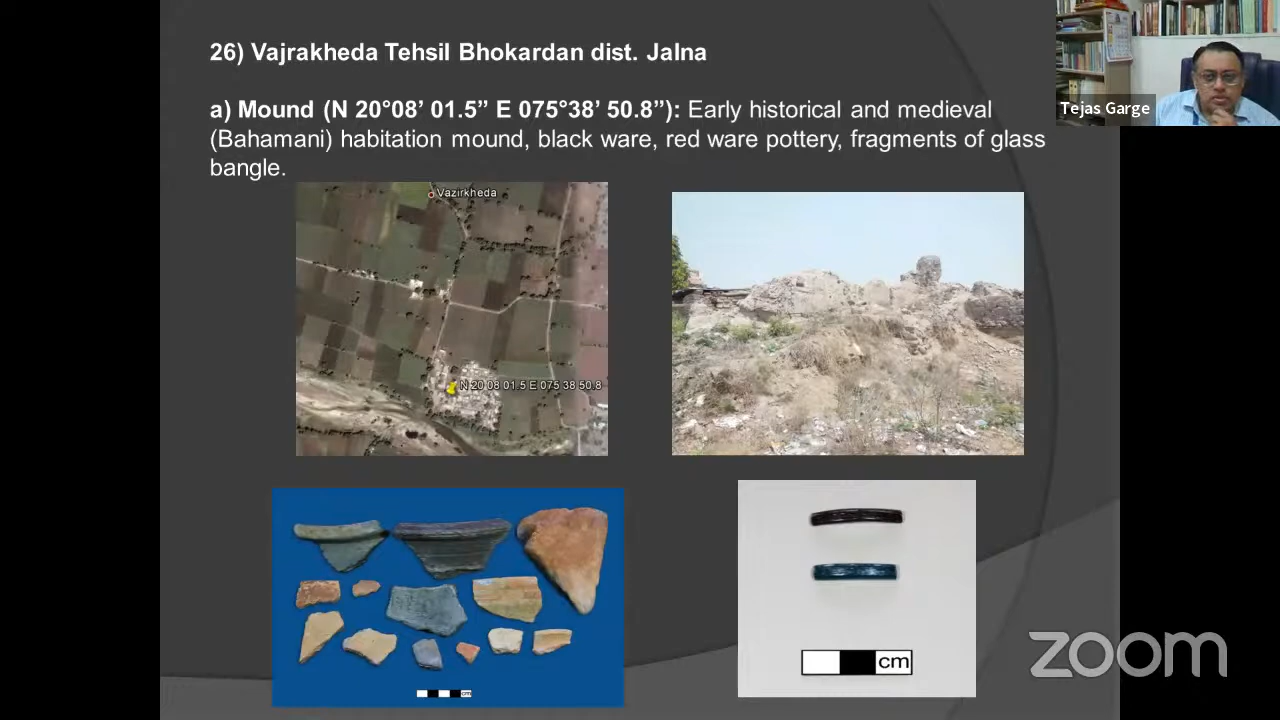 26) Vajrakheda Tehsil Bhokardan dist. Jalna
a) Mound (N 20°08’ 01.5” E 075°38’ 50.8”): Early historical and medieval
(Bahamani) habitation mound, black ware, red ware pottery, fragments of glass
bangle.
Tejas Garge
Vazirkheda
N 20 08 01.5 E 075 38 50.8
cm
cm
zoom